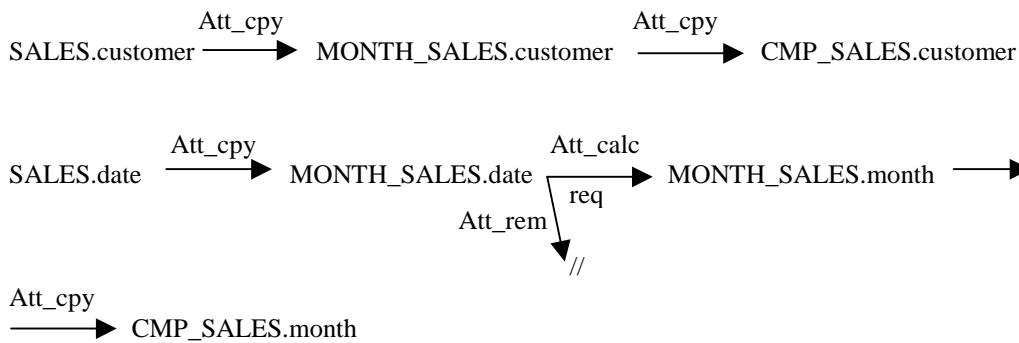 Att_cpy Att_cpy
SALES.customer MONTH_SALES.customer CMP_SALES.customer
Att_cpy Att_calc
SALES.date MONTH_SALES.date MONTH_SALES.month
req
Att_rem
//
Att_cpy
CMP_SALES.month